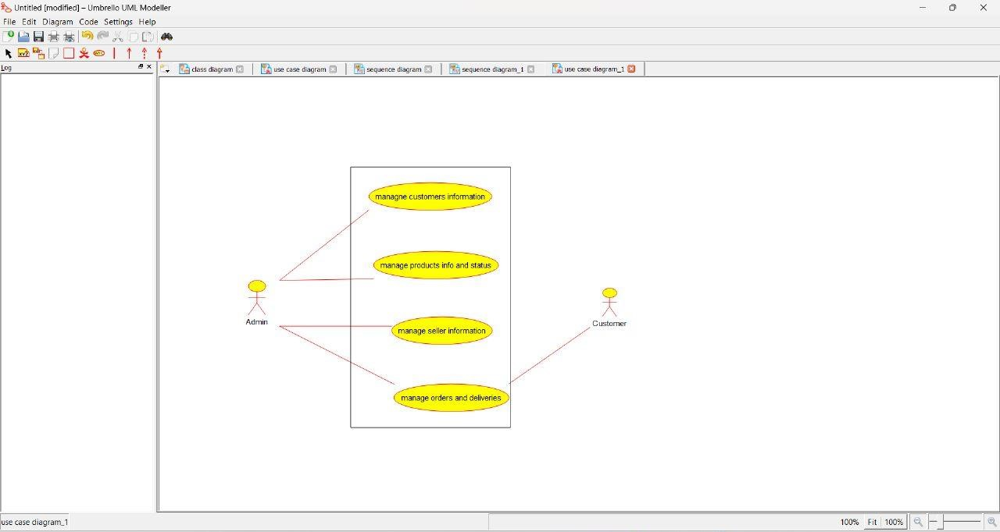 Untitled [modified] – Umbrello UML Modeller
File Edit Diagram Code Settings Help
Log
class diagram
use case diagram
sequence diagram
sequence diagram_1
use case diagram_1
managne customers information
manage products info and status
Admin
Customer
manage seller information
manage orders and deliveries
use case diagram_1
100% Fit 100%